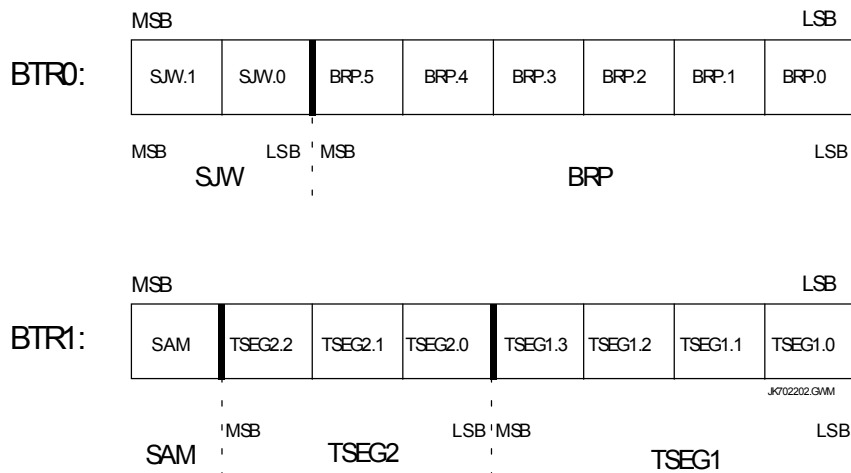 MSB LSB
BTR0: SJW.1 SJW.0 BRP.5 BRP.4 BRP.3 BRP.2 BRP.1 BRP.0
MSB LSB MSB LSB
SJW BRP
MSB LSB
BTR1: SAM TSEG2.2 TSEG2.1 TSEG2.0 TSEG1.3 TSEG1.2 TSEG1.1 TSEG1.0
JK702202.GWM
MSB LSB MSB LSB
SAM TSEG2 TSEG1